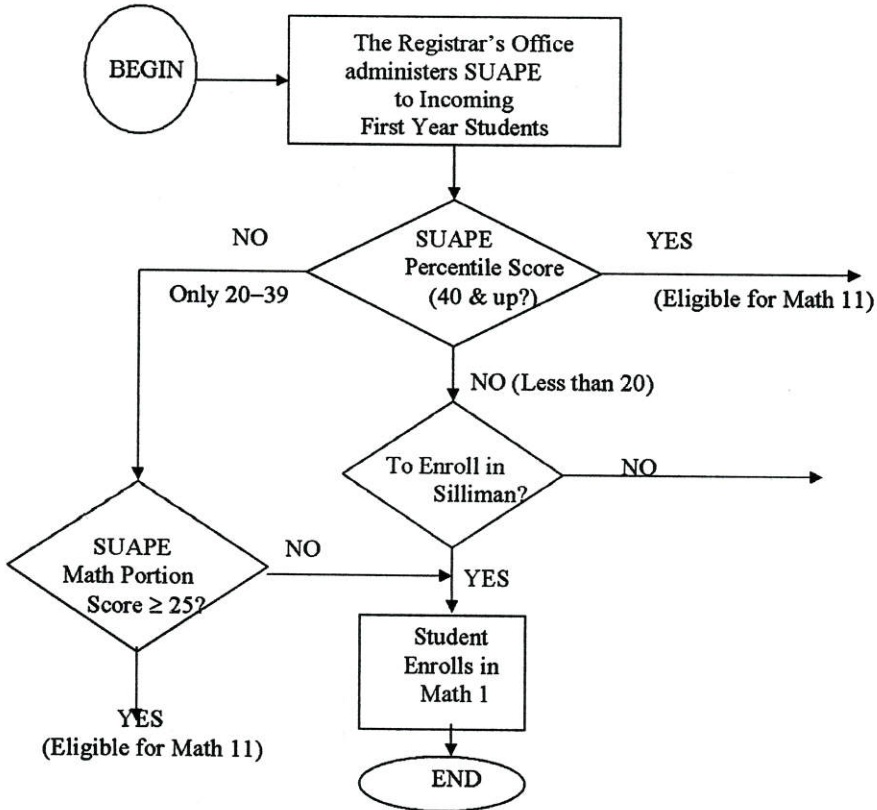 BEGIN
The Registrar's Office
administers SUAPE
to Incoming
First Year Students
NO
SUAPE
Percentile Score
(40 & up?)
YES
Only 20–39
(Eligible for Math 11)
NO (Less than 20)
To Enroll in
Silliman?
NO
SUAPE
Math Portion
Score ≥ 25?
NO
YES
Student
Enrolls in
Math 1
YES
(Eligible for Math 11)
END